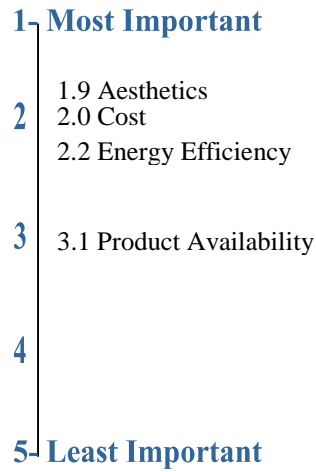 1- Most Important
1.9 Aesthetics
2
2.0 Cost
2.2 Energy Efficiency
3
3.1 Product Availability
4
5- Least Important